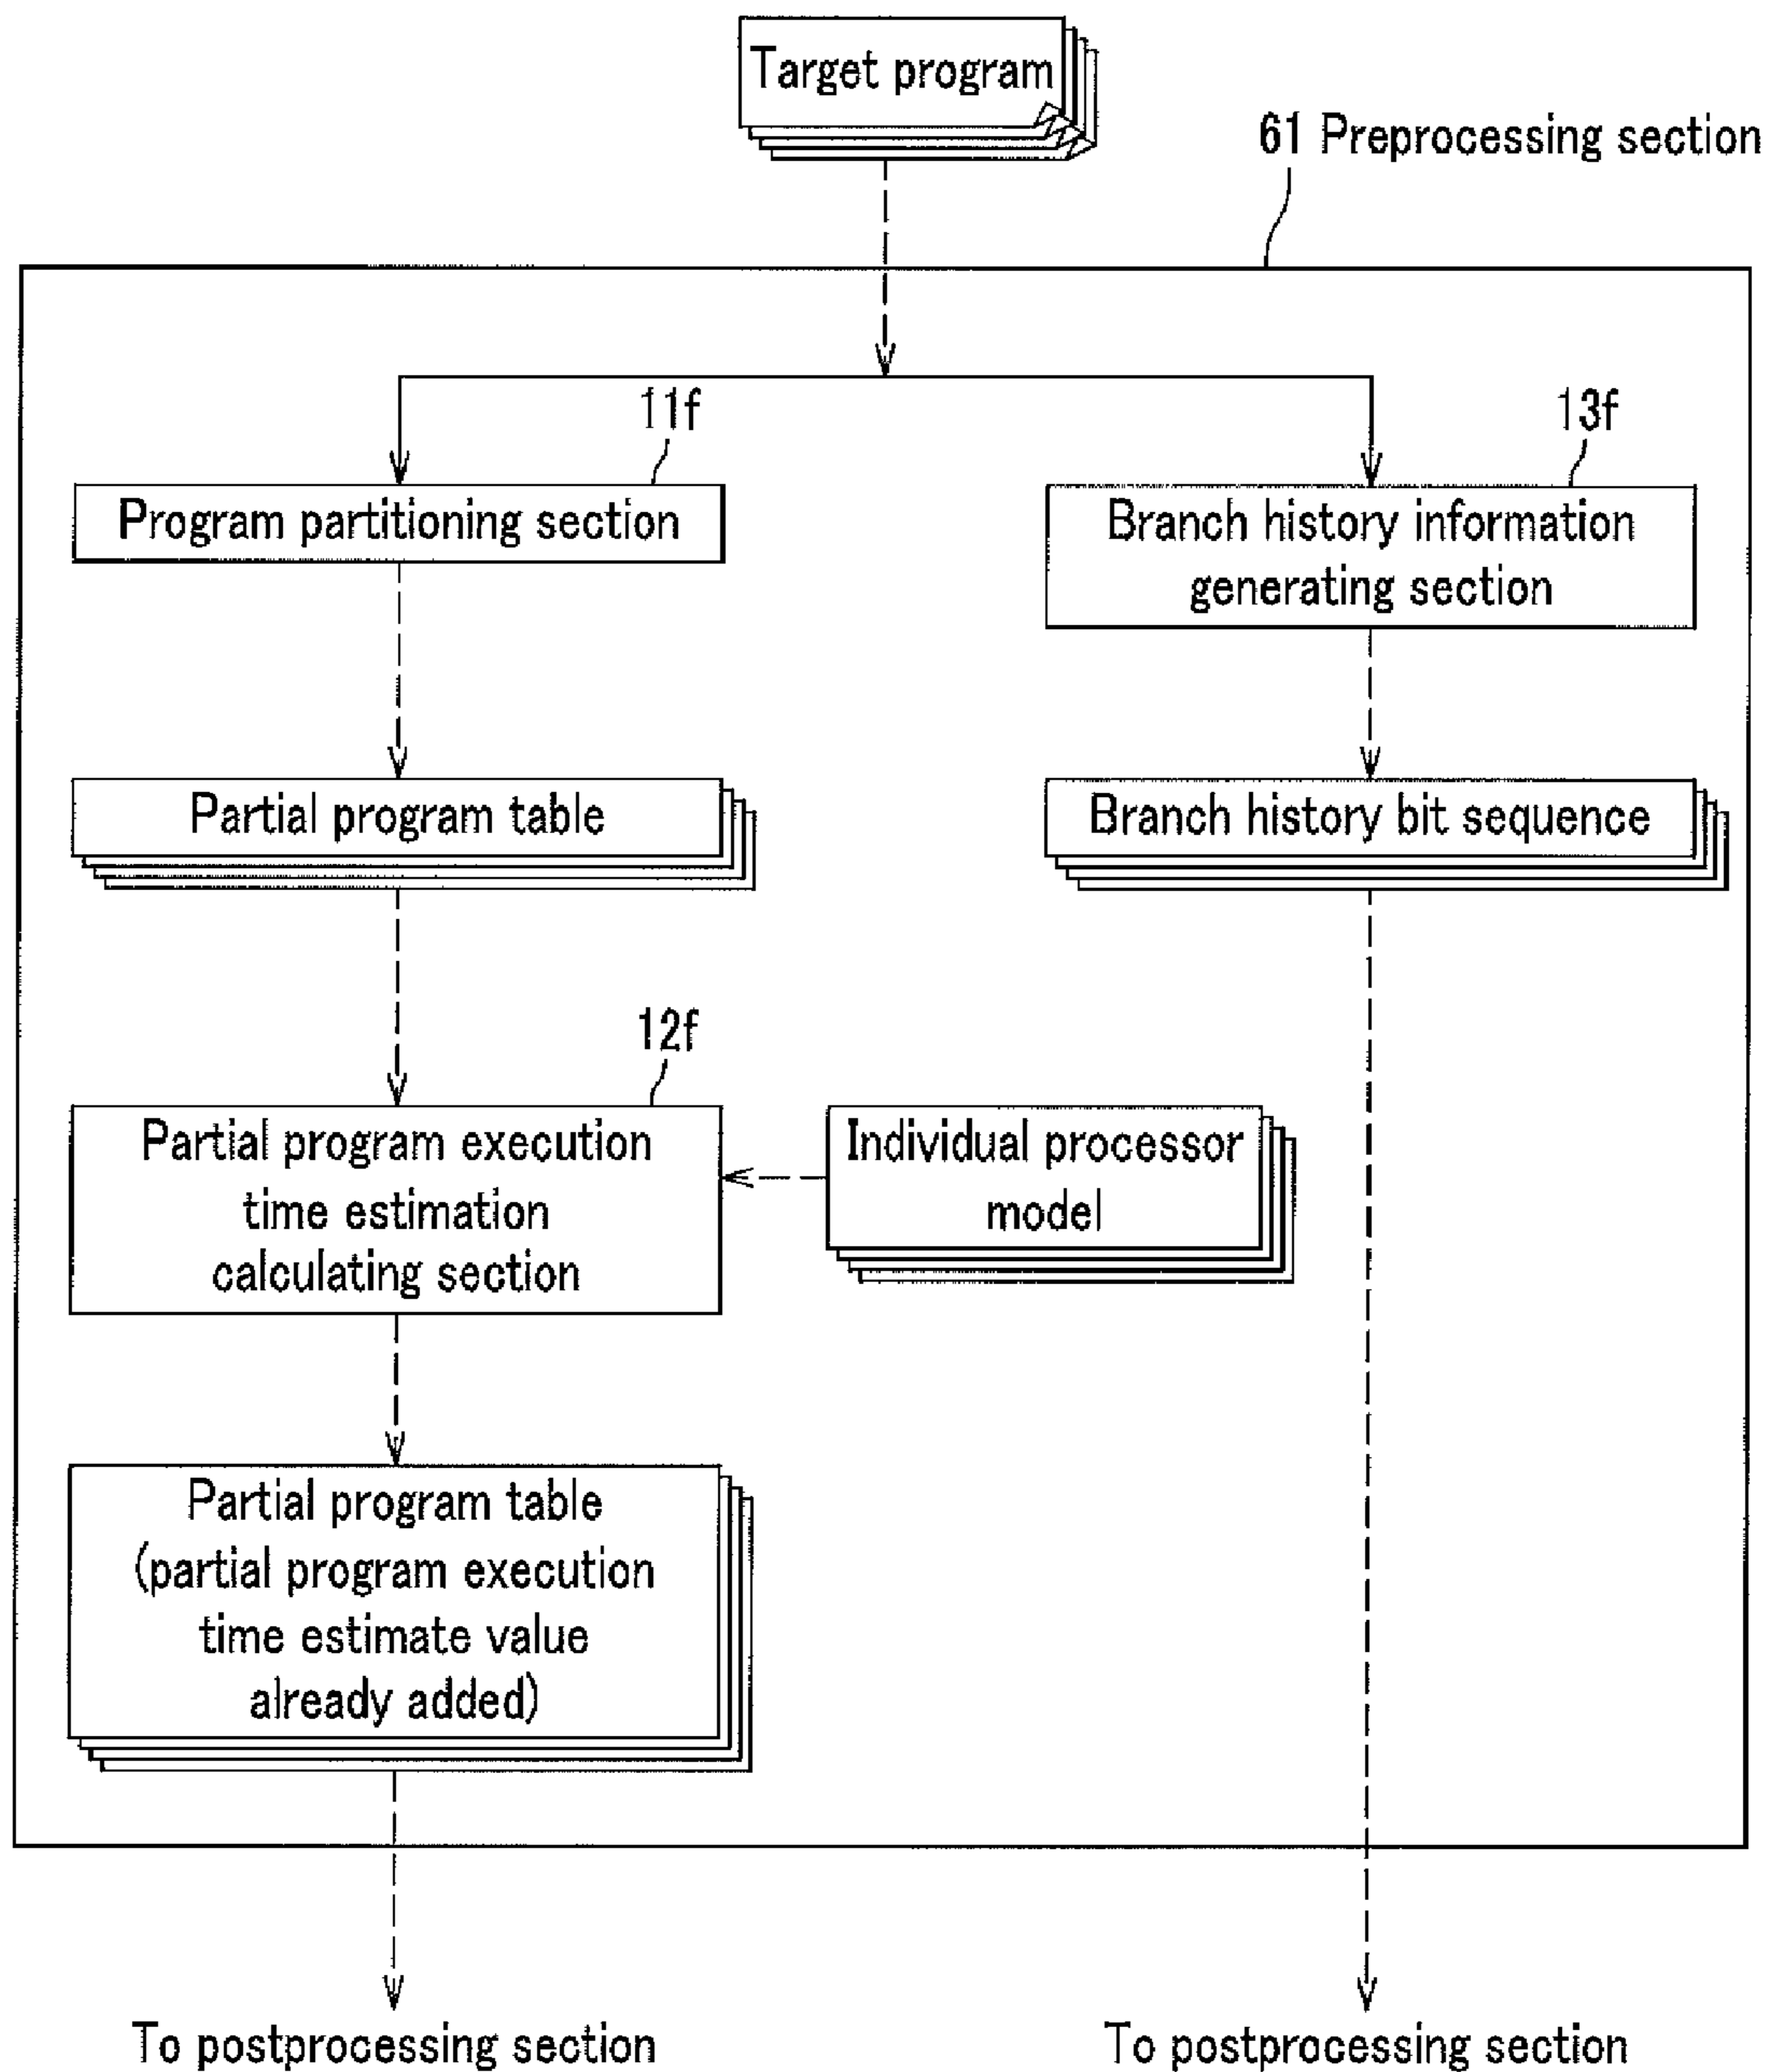 Target program
61 Preprocessing section
11f
13f
Program partitioning section
Branch history information
generating section
Partial program table
Branch history bit sequence
12f
Partial program execution
time estimation
calculating section
Individual processor
model
Partial program table
(partial program execution
time estimate value
already added)
To postprocessing section
To postprocessing section